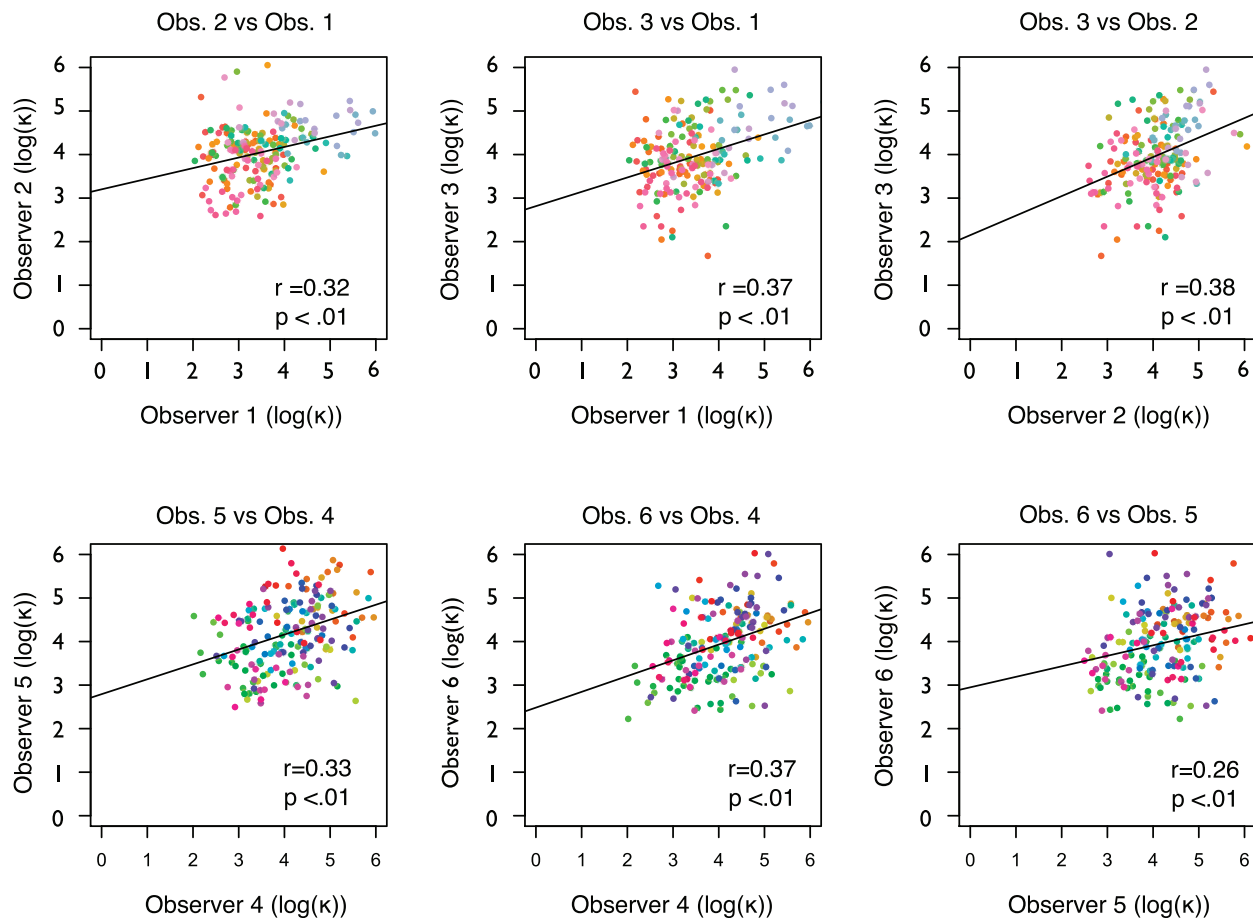 Obs. 2 vs Obs. 1
Obs. 3 vs Obs. 1
Obs. 3 vs Obs. 2
6
5
4
3
2
1
0
Observer 2 (log(κ))
r =0.32
p < .01
0 1 2 3 4 5 6
Observer 1 (log(κ))
6
5
4
3
2
1
0
Observer 3 (log(κ))
r =0.37
p < .01
0 1 2 3 4 5 6
Observer 1 (log(κ))
6
5
4
3
2
1
0
Observer 3 (log(κ))
r =0.38
p < .01
0 1 2 3 4 5 6
Observer 2 (log(κ))
Obs. 5 vs Obs. 4
Obs. 6 vs Obs. 4
Obs. 6 vs Obs. 5
6
5
4
3
2
1
0
Observer 5 (log(κ))
r=0.33
p <.01
0 1 2 3 4 5 6
Observer 4 (log(κ))
6
5
4
3
2
1
0
Observer 6 (log(κ))
r=0.37
p <.01
0 1 2 3 4 5 6
Observer 4 (log(κ))
6
5
4
3
2
1
0
Observer 6 (log(κ))
r=0.26
p <.01
0 1 2 3 4 5 6
Observer 5 (log(κ))